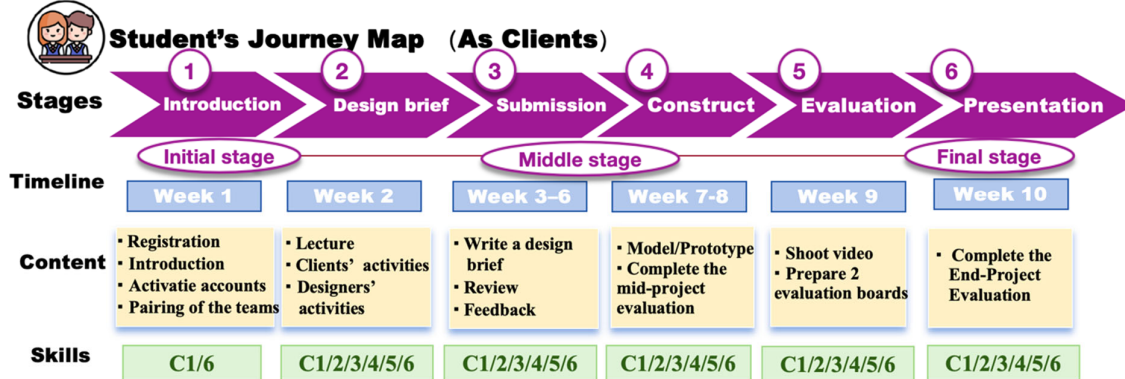 Student's Journey Map (As Clients)
Stages
1
2
3
4
5
6
Introduction
Design brief
Submission
Construct
Evaluation
Presentation
Initial stage
Middle stage
Final stage
Timeline
Week 1
Week 2
Week 3–6
Week 7-8
Week 9
Week 10
Content
▪ Registration
▪ Introduction
▪ Activatie accounts
▪ Pairing of the teams
▪ Lecture
▪ Clients' activities
▪ Designers'
activities
▪ Write a design
brief
▪ Review
▪ Feedback
▪ Model/Prototype
▪ Complete the
mid-project
evaluation
▪ Shoot video
▪ Prepare 2
evaluation boards
▪ Complete the
End-Project
Evaluation
Skills
C1/6
C1/2/3/4/5/6
C1/2/3/4/5/6
C1/2/3/4/5/6
C1/2/3/4/5/6
C1/2/3/4/5/6